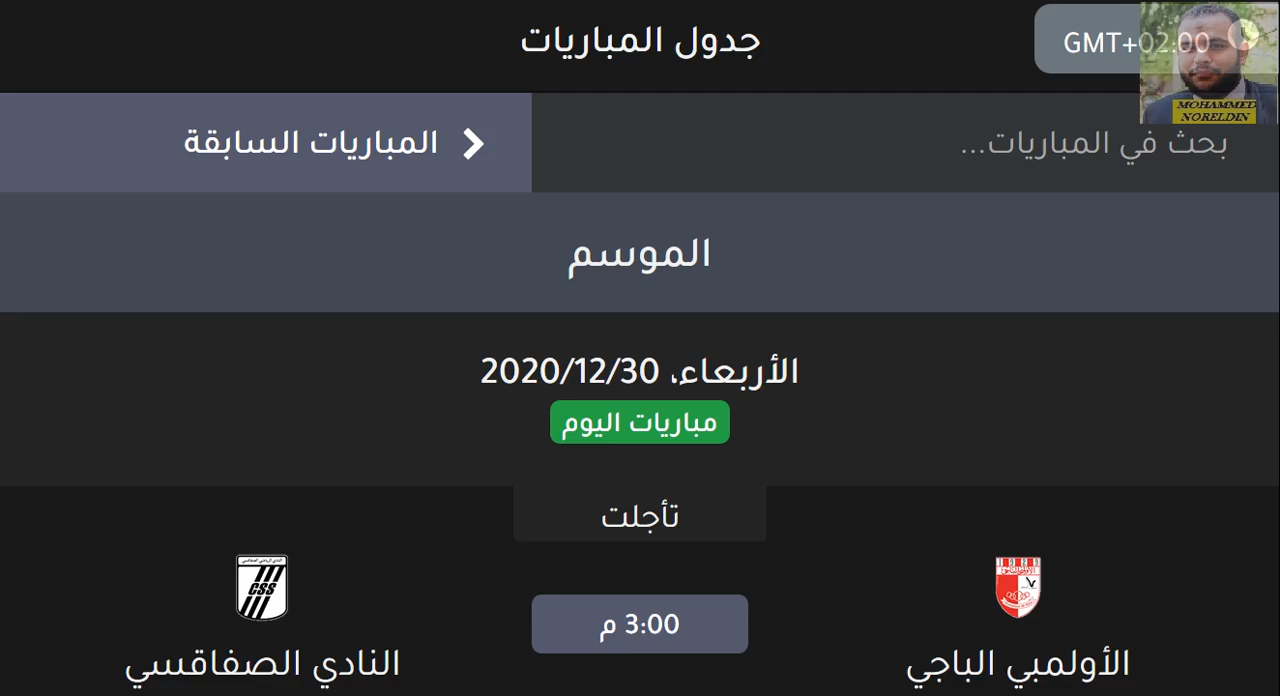 جدول المباريات
GMT+02:00
MOHAMMED
NORELDIN
بحث في المباريات...
المباريات السابقة
الموسم
الأربعاء، 2020/12/30
مباريات اليوم
تأجلت
CSS
3:00 م
الأولمبي الباجي
النادي الصفاقسي